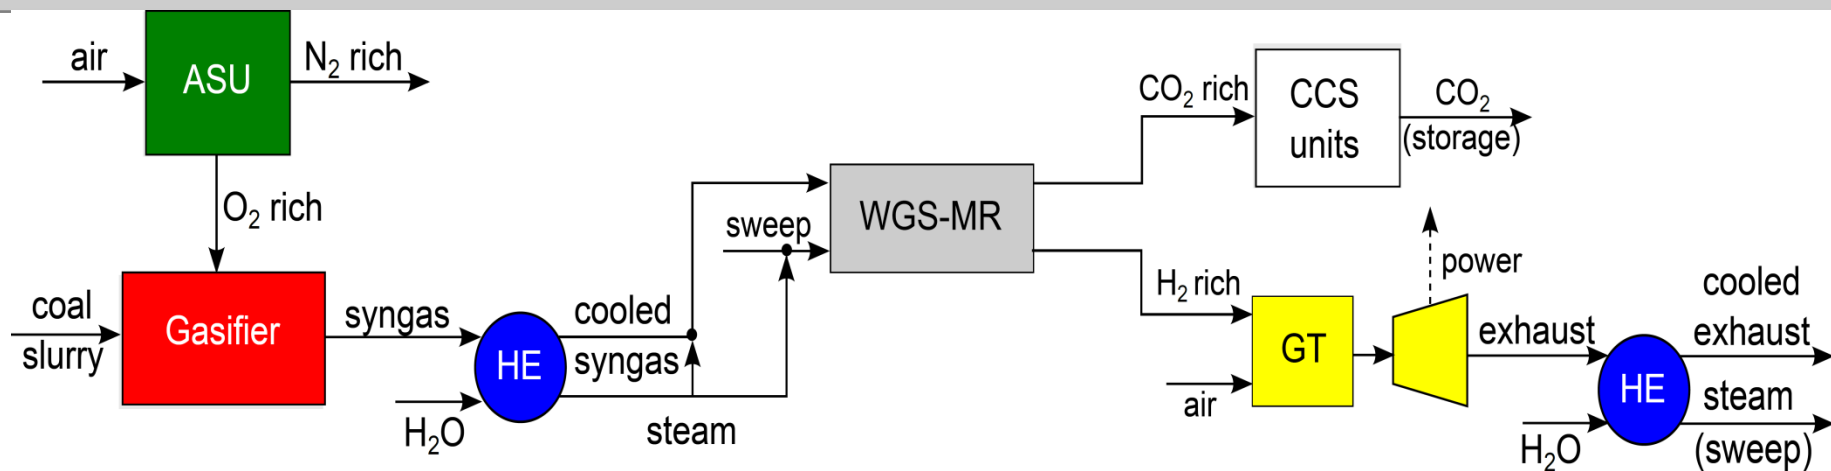 air
ASU
N₂ rich
O₂ rich
coal
slurry
Gasifier
syngas
HE
H₂O
cooled
syngas
steam
sweep
WGS-MR
CO₂ rich
CCS
units
CO₂
(storage)
H₂ rich
air
GT
power
exhaust
HE
H₂O
cooled
exhaust
steam
(sweep)